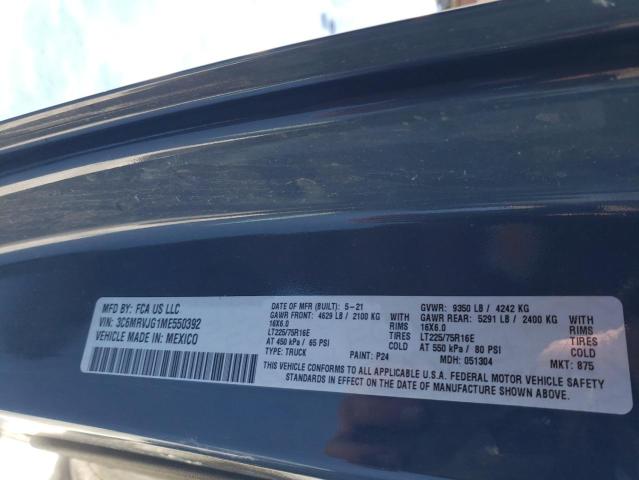 MFD BY: FCA US LLC
VIN: 3C6MRVJG1ME550392
VEHICLE MADE IN: MEXICO
DATE OF MFR (BUILT): 5-21
GAWR FRONT: 4629 LB / 2100 KG
16X6.0 RIMS
LT225/75R16E TIRES
AT 450 kPa / 65 PSI COLD
TYPE: TRUCK PAINT: P24
GVWR: 9350 LB / 4242 KG
GAWR REAR: 5291 LB / 2400 KG
16X6.0 RIMS
LT225/75R16E TIRES
AT 550 kPa / 80 PSI COLD
MDH: 051304 MKT: 875
THIS VEHICLE CONFORMS TO ALL APPLICABLE U.S.A. FEDERAL MOTOR VEHICLE SAFETY
STANDARDS IN EFFECT ON THE DATE OF MANUFACTURE SHOWN ABOVE.